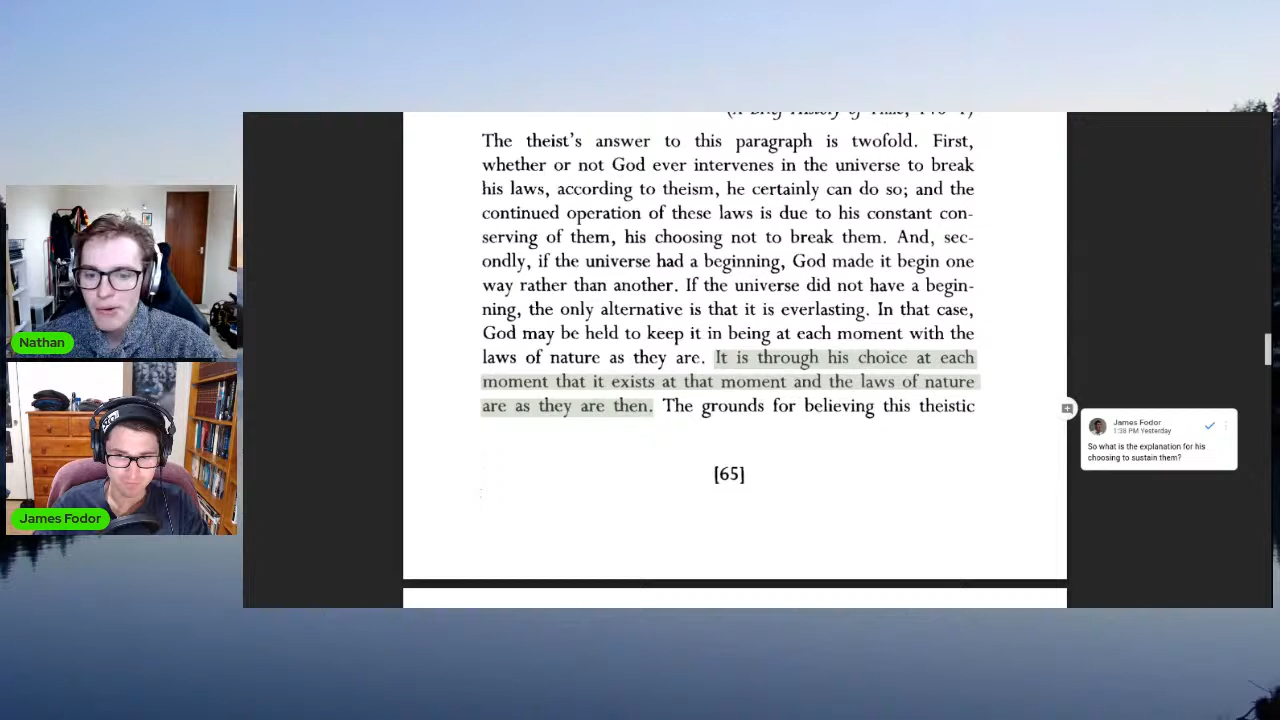 (A Brief History of Time,
The theist's answer to this paragraph is twofold. First,
whether or not God ever intervenes in the universe to break
his laws, according to theism, he certainly can do so; and the
continued operation of these laws is due to his constant con-
serving of them, his choosing not to break them. And, sec-
ondly, if the universe had a beginning, God made it begin one
way rather than another. If the universe did not have a begin-
ning, the only alternative is that it is everlasting. In that case,
God may be held to keep it in being at each moment with the
laws of nature as they are. It is through his choice at each
moment that it exists at that moment and the laws of nature
are as they are then. The grounds for believing this theistic
[65]
James Fodor
1:38 PM Yesterday
So what is the explanation for his
choosing to sustain them?
Nathan
James Fodor